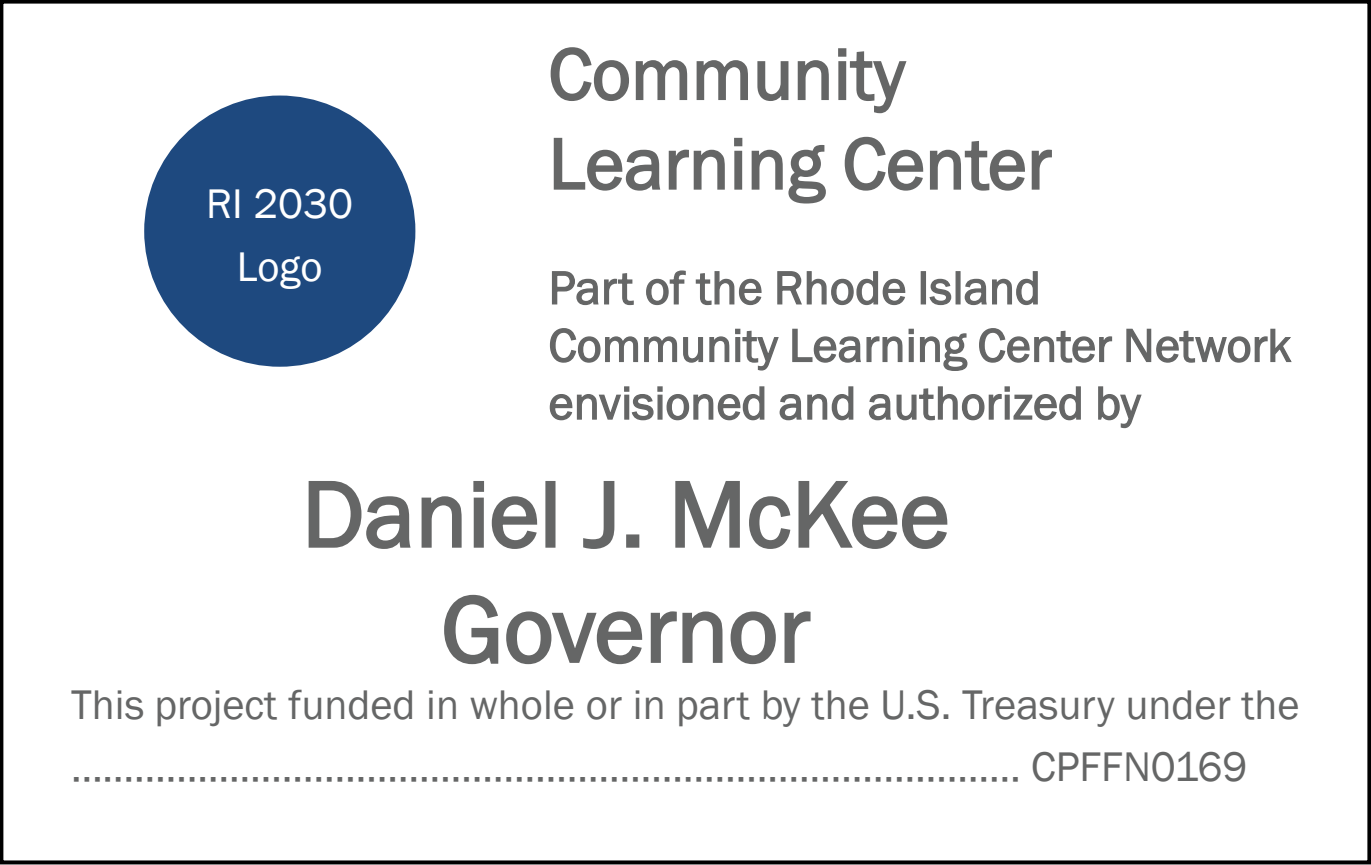 RI 2030
Logo
Community
Learning Center
Part of the Rhode Island
Community Learning Center Network
envisioned and authorized by
Daniel J. McKee
Governor
This project funded in whole or in part by the U.S. Treasury under the
.......................................................................................... CPFFN0169